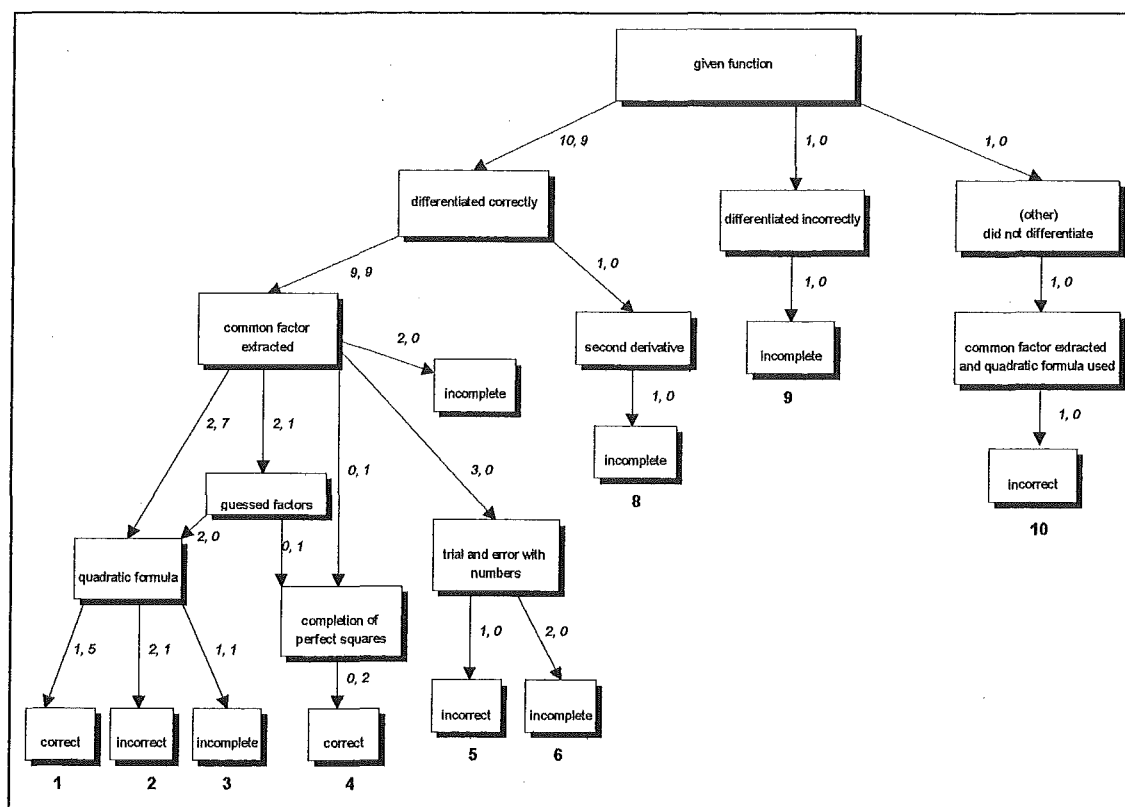 given function
10, 9
1, 0
1, 0
differentiated correctly
differentiated incorrectly
(other)
did not differentiate
9, 9
1, 0
1, 0
1, 0
common factor
extracted
2, 0
second derivative
incomplete
common factor extracted
and quadratic formula used
incomplete
9
2, 7
2, 1
0, 1
3, 0
1, 0
1, 0
guessed factors
incomplete
8
incorrect
10
2, 0
0, 1
quadratic formula
trial and error with
numbers
completion of
perfect squares
1, 5
2, 1
1, 1
0, 2
1, 0
2, 0
correct
incorrect
incomplete
correct
incorrect
incomplete
1
2
3
4
5
6